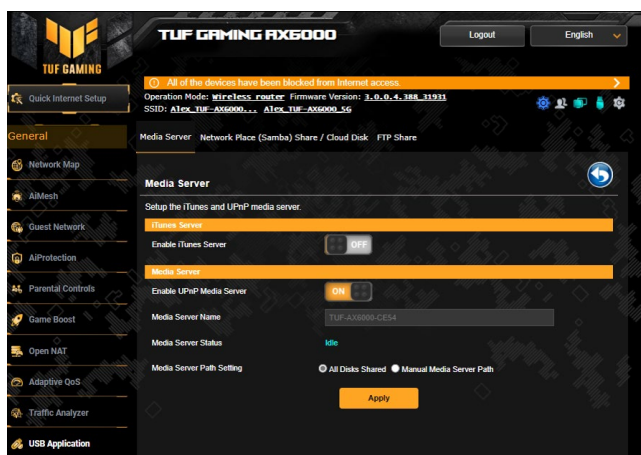 TUF GAMING AX6000
Logout
English
TUF GAMING
All of the devices have been blocked from Internet access.
Quick Internet Setup
Operation Mode: Wireless router Firmware Version: 3.0.0.4.388_31931
SSID: Alex_TUF-AX6000... Alex_TUF-AX6000_5G
General
Media Server Network Place (Samba) Share / Cloud Disk FTP Share
Network Map
AiMesh
Guest Network
AiProtection
Parental Controls
Game Boost
Open NAT
Adaptive QoS
Traffic Analyzer
USB Application
Media Server
Setup the iTunes and UPnP media server.
iTunes Server
Enable iTunes Server
OFF
Media Server
Enable UPnP Media Server
ON
Media Server Name
TUF-AX6000-CE54
Media Server Status
Idle
Media Server Path Setting
All Disks Shared Manual Media Server Path
Apply